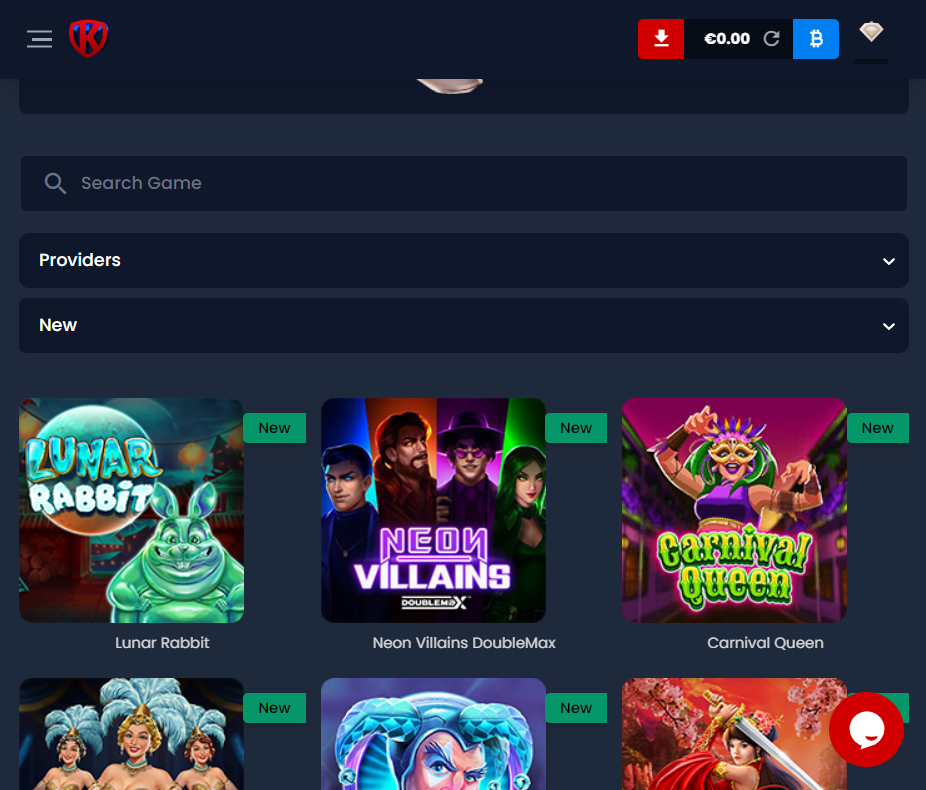 K
€0.00
Search Game
Providers
New
New
New
New
LUNAR
RABBIT
NEON
VILLAINS
DOUBLEMAX
Carnival
Queen
Lunar Rabbit
Neon Villains DoubleMax
Carnival Queen
New
New